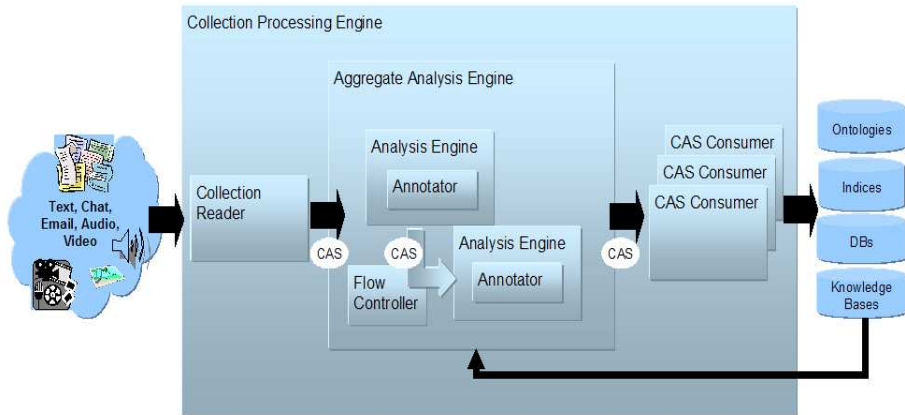 Collection Processing Engine
Aggregate Analysis Engine
Text, Chat,
Email, Audio,
Video
Collection
Reader
CAS
Analysis Engine
Annotator
CAS
Flow
Controller
Analysis Engine
Annotator
CAS
CAS Consumer
CAS Consumer
CAS Consumer
Ontologies
Indices
DBs
Knowledge
Bases